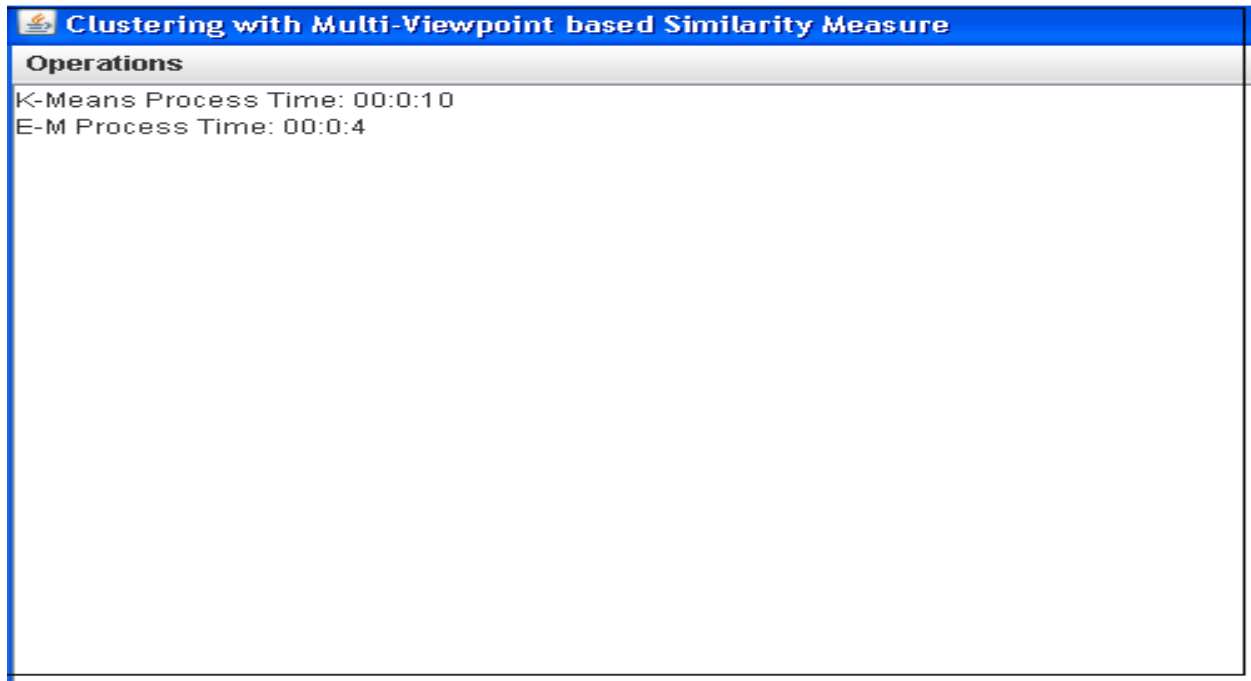 Clustering with Multi-Viewpoint based Similarity Measure
Operations
K-Means Process Time: 00:0:10
E-M Process Time: 00:0:4